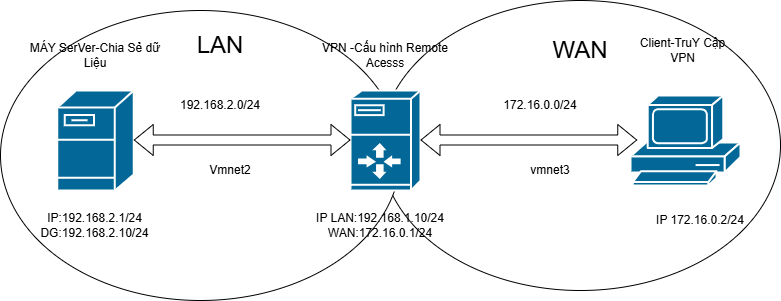 LAN
WAN
MÁY SerVer-Chia Sẻ dữ
Liệu
VPN -Cấu hình Remote
Acesss
Client-TruY Cập
VPN
192.168.2.0/24
172.16.0.0/24
Vmnet2
vmnet3
IP:192.168.2.1/24
DG:192.168.2.10/24
IP LAN:192.168.1.10/24
WAN:172.16.0.1/24
IP 172.16.0.2/24